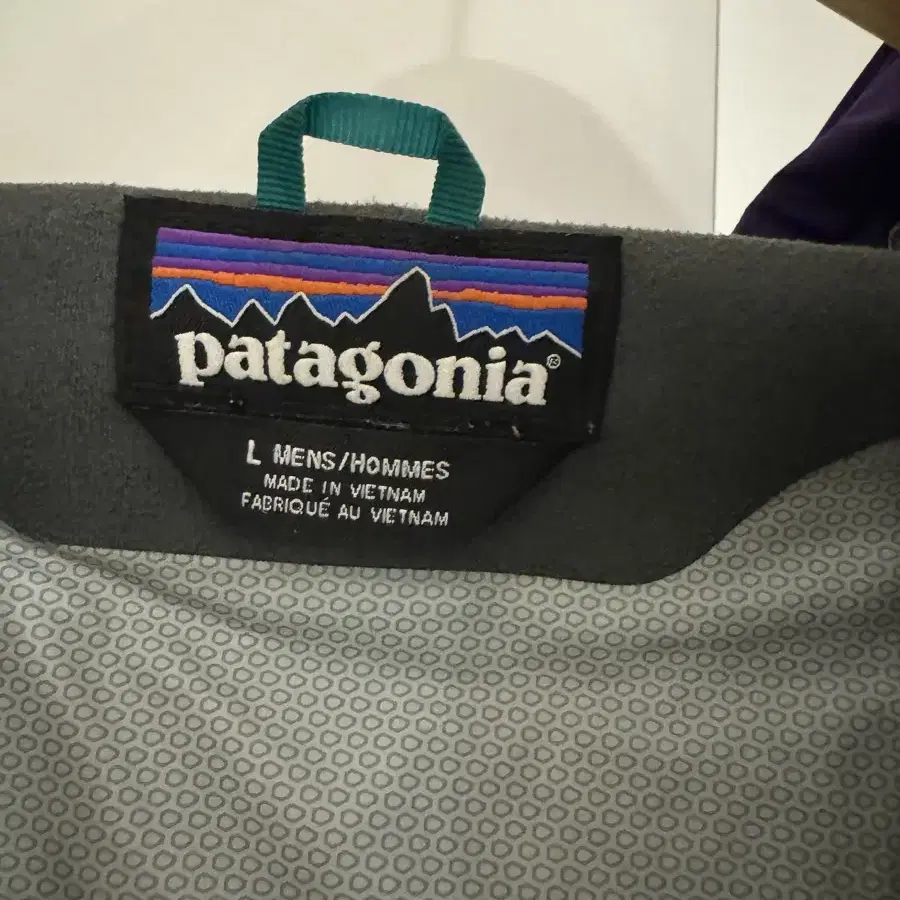 patagonia®
L MENS/HOMMES
MADE IN VIETNAM
FABRIQUÉ AU VIETNAM